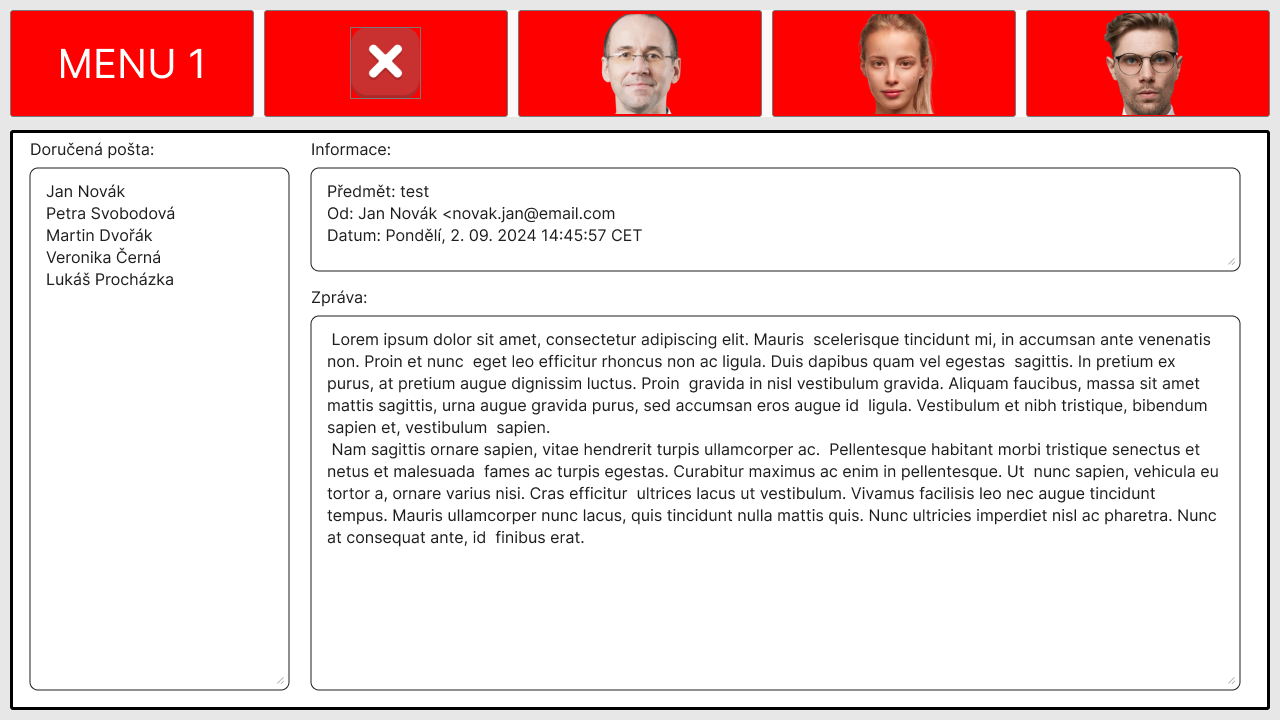 MENU 1
Doručená pošta:
Jan Novák
Petra Svobodová
Martin Dvořák
Veronika Černá
Lukáš Procházka
Informace:
Předmět: test
Od: Jan Novák <novak.jan@email.com
Datum: Pondělí, 2. 09. 2024 14:45:57 CET
Zpráva:
Lorem ipsum dolor sit amet, consectetur adipiscing elit. Mauris  scelerisque tincidunt mi, in accumsan ante venenatis
non. Proin et nunc  eget leo efficitur rhoncus non ac ligula. Duis dapibus quam vel egestas  sagittis. In pretium ex
purus, at pretium augue dignissim luctus. Proin  gravida in nisl vestibulum gravida. Aliquam faucibus, massa sit amet
mattis sagittis, urna augue gravida purus, sed accumsan eros augue id  ligula. Vestibulum et nibh tristique, bibendum
sapien et, vestibulum  sapien.
Nam sagittis ornare sapien, vitae hendrerit turpis ullamcorper ac.  Pellentesque habitant morbi tristique senectus et
netus et malesuada  fames ac turpis egestas. Curabitur maximus ac enim in pellentesque. Ut  nunc sapien, vehicula eu
tortor a, ornare varius nisi. Cras efficitur  ultrices lacus ut vestibulum. Vivamus facilisis leo nec augue tincidunt
tempus. Mauris ullamcorper nunc lacus, quis tincidunt nulla mattis quis. Nunc ultricies imperdiet nisl ac pharetra. Nunc
at consequat ante, id  finibus erat.